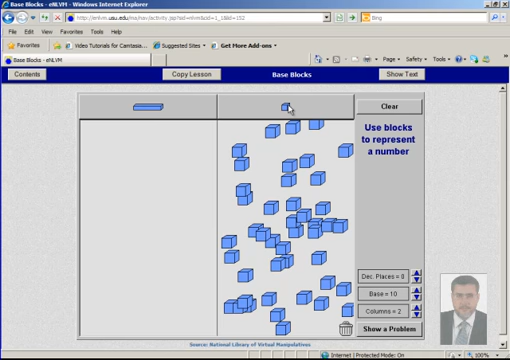 Base Blocks - eNLVM - Windows Internet Explorer
Bing
File Edit View Favorites Tools Help
Favorites Video Tutorials for Camtasia... Suggested Sites Get More Add-ons
Base Blocks - eNLVM
Page Safety Tools
Contents Copy Lesson Base Blocks Show Text
Clear
Use blocks
to represent
a number
Dec. Places = 0
Base = 10
Columns = 2
Show a Problem
Source: National Library of Virtual Manipulatives
Internet | Protected Mode: On
100%